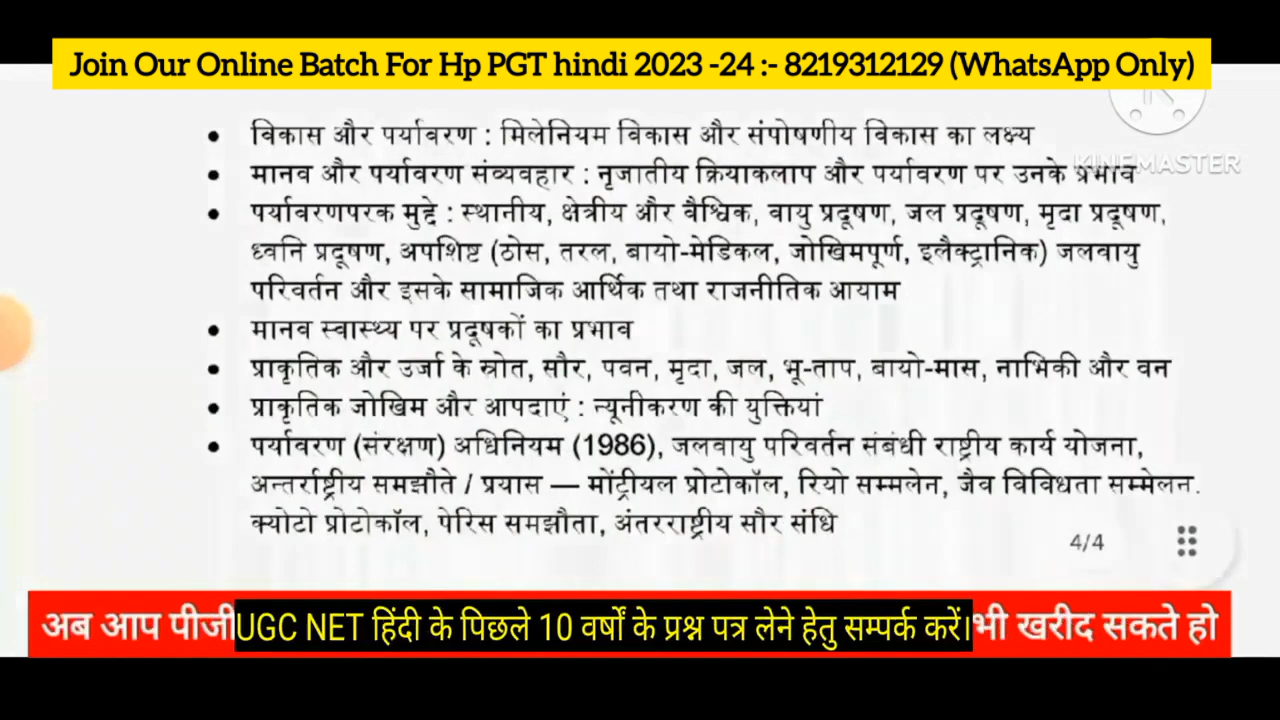 Join Our Online Batch For Hp PGT hindi 2023 -24 :- 8219312129 (WhatsApp Only)
KINEMASTER
• विकास और पर्यावरण : मिलेनियम विकास और संपोषणीय विकास का लक्ष्य
• मानव और पर्यावरण संव्यवहार : नृजातीय क्रियाकलाप और पर्यावरण पर उनके प्रभाव
• पर्यावरणपरक मुद्दे : स्थानीय, क्षेत्रीय और वैश्विक, वायु प्रदूषण, जल प्रदूषण, मृदा प्रदूषण,
ध्वनि प्रदूषण, अपशिष्ट (ठोस, तरल, बायो-मेडिकल, जोखिमपूर्ण, इलैक्ट्रानिक) जलवायु
परिवर्तन और इसके सामाजिक आर्थिक तथा राजनीतिक आयाम
• मानव स्वास्थ्य पर प्रदूषकों का प्रभाव
• प्राकृतिक और उर्जा के स्रोत, सौर, पवन, मृदा, जल, भू-ताप, बायो-मास, नाभिकी और वन
• प्राकृतिक जोखिम और आपदाएं : न्यूनीकरण की युक्तियां
• पर्यावरण (संरक्षण) अधिनियम (1986), जलवायु परिवर्तन संबंधी राष्ट्रीय कार्य योजना,
अन्तर्राष्ट्रीय समझौते / प्रयास — मोंट्रीयल प्रोटोकॉल, रियो सम्मलेन, जैव विविधता सम्मेलन.
क्योटो प्रोटोकॉल, पेरिस समझौता, अंतरराष्ट्रीय सौर संधि
4/4
अब आप पीजी UGC NET हिंदी के पिछले 10 वर्षों के प्रश्न पत्र लेने हेतु सम्पर्क करें। भी खरीद सकते हो